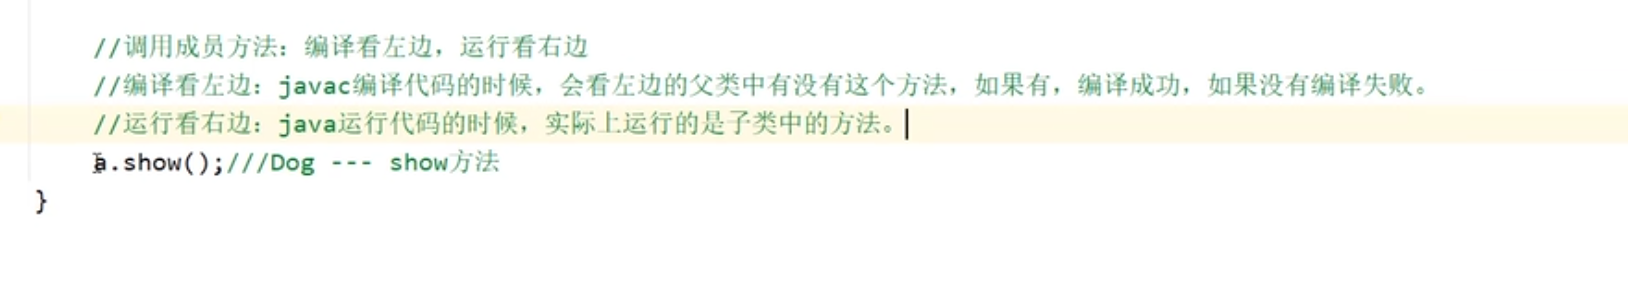 //调用成员方法：编译看左边，运行看右边
//编译看左边：javac编译代码的时候，会看左边的父类中有没有这个方法，如果有，编译成功，如果没有编译失败。
//运行看右边：java运行代码的时候，实际上运行的是子类中的方法。
a.show();///Dog --- show方法
}